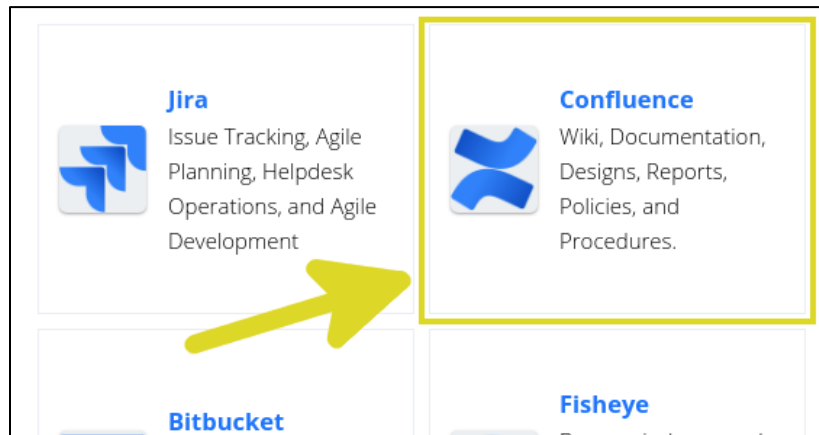 Jira
Issue Tracking, Agile
Planning, Helpdesk
Operations, and Agile
Development
Confluence
Wiki, Documentation,
Designs, Reports,
Policies, and
Procedures.
Bitbucket
Fisheye